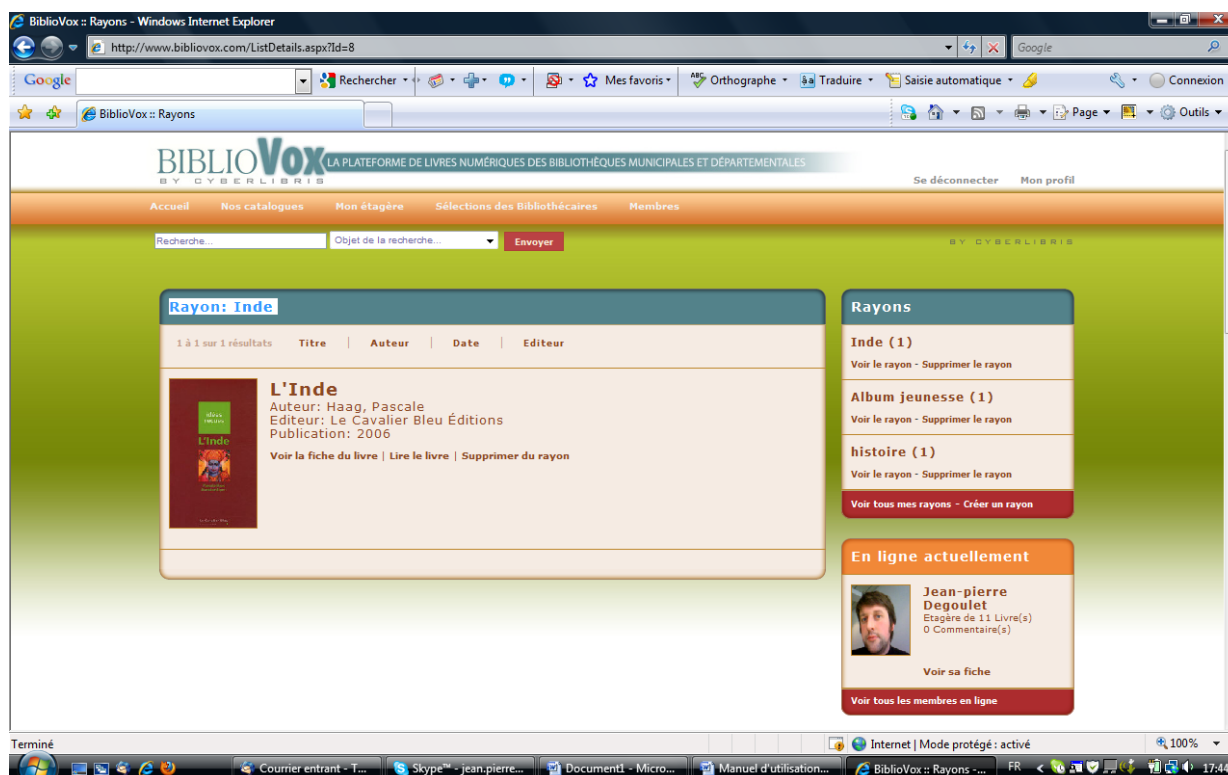 BiblioVox :: Rayons - Windows Internet Explorer
http://www.bibliovox.com/ListDetails.aspx?Id=8
Google
Google
Rechercher
Mes favoris
Orthographe
Traduire
Saisie automatique
Connexion
BiblioVox :: Rayons
Page
Outils
BIBLIOVOX LA PLATEFORME DE LIVRES NUMÉRIQUES DES BIBLIOTHÈQUES MUNICIPALES ET DÉPARTEMENTALES
BY CYBERLIBRIS
Se déconnecter Mon profil
Accueil Nos catalogues Mon étagère Sélections des Bibliothécaires Membres
Recherche... Objet de la recherche... Envoyer
BY CYBERLIBRIS
Rayon: Inde
1 à 1 sur 1 résultats Titre | Auteur | Date | Editeur
L'Inde
L'Inde
Auteur: Haag, Pascale
Editeur: Le Cavalier Bleu Éditions
Publication: 2006
Voir la fiche du livre | Lire le livre | Supprimer du rayon
Rayons
Inde (1)
Voir le rayon - Supprimer le rayon
Album jeunesse (1)
Voir le rayon - Supprimer le rayon
histoire (1)
Voir le rayon - Supprimer le rayon
Voir tous mes rayons - Créer un rayon
En ligne actuellement
Jean-pierre
Degoulet
Etagère de 11 Livre(s)
0 Commentaire(s)
Voir sa fiche
Voir tous les membres en ligne
Terminé
Internet | Mode protégé : activé
100%
Courrier entrant - T...
Skype™ - jean.pierre...
Document1 - Micro...
Manuel d'utilisation...
BiblioVox :: Rayons -...
FR